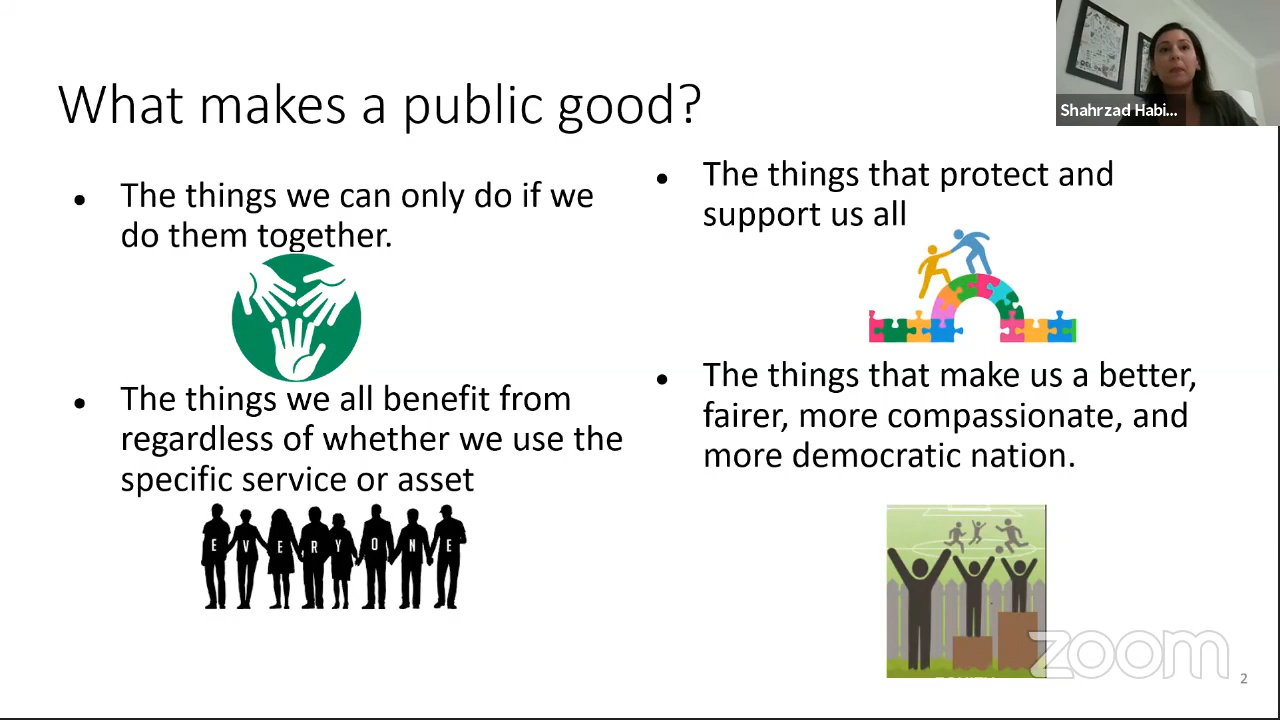 What makes a public good?
Shahrzad Habi...
The things we can only do if we
do them together.
The things we all benefit from
regardless of whether we use the
specific service or asset
EVERYONE
The things that protect and
support us all
The things that make us a better,
fairer, more compassionate, and
more democratic nation.
zoom
2